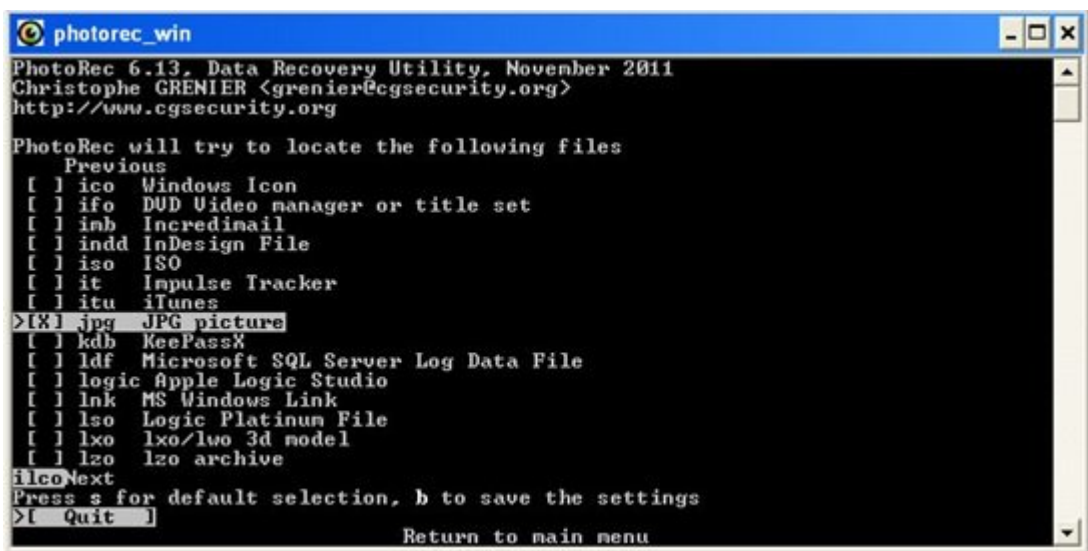 photorec_win
PhotoRec 6.13, Data Recovery Utility, November 2011
Christophe GRENIER <grenier@cgsecurity.org>
http://www.cgsecurity.org
PhotoRec will try to locate the following files
Previous
[ ] ico Windows Icon
[ ] ifo DVD Video manager or title set
[ ] imb Incredimail
[ ] indd InDesign File
[ ] iso ISO
[ ] it Impulse Tracker
[ ] itu iTunes
>[X] jpg JPG picture
[ ] kdb KeePassX
[ ] ldf Microsoft SQL Server Log Data File
[ ] logic Apple Logic Studio
[ ] lnk MS Windows Link
[ ] lso Logic Platinum File
[ ] lxo lxo/lwo 3d model
[ ] lzo lzo archive
Next
Press s for default selection, b to save the settings
>[ Quit ]
Return to main menu